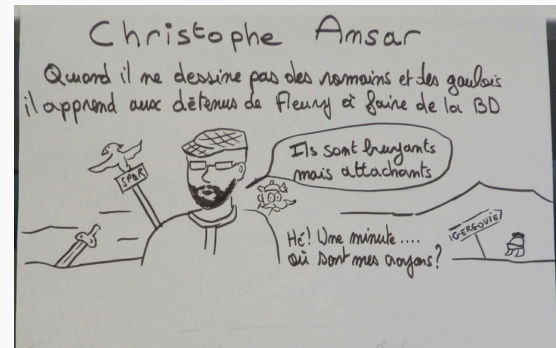 Christophe Ansar
Quand il ne dessine pas des romains et des gaulois
il apprend aux détenus de Fleury à faire de la BD
Ils sont bruyants
mais attachants
SPQR
Hé! Une minute....
où sont mes crayons?
GERGOVIE